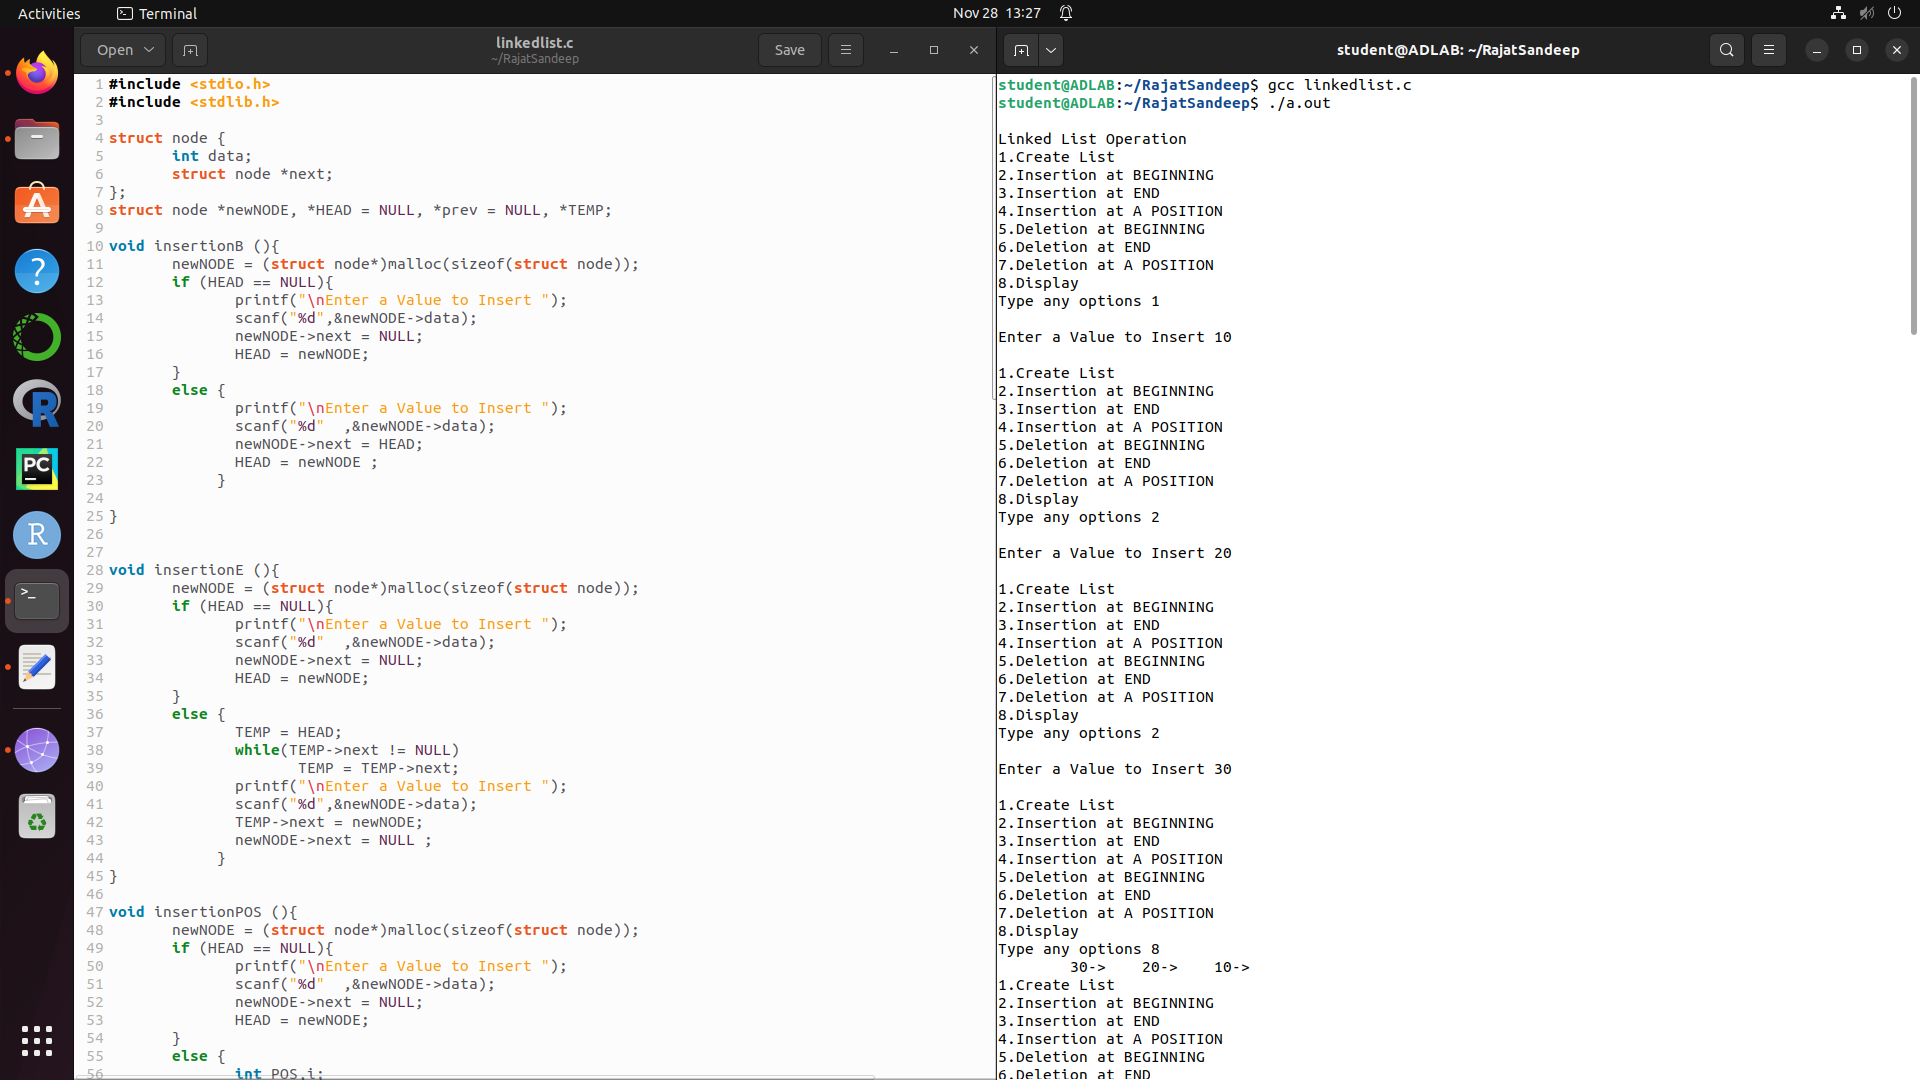 Activities
Terminal
Nov 28 13:27
Open
linkedlist.c
~/RajatSandeep
Save
1 #include <stdio.h>
2 #include <stdlib.h>
3
4 struct node {
5 int data;
6 struct node *next;
7 };
8 struct node *newNODE, *HEAD = NULL, *prev = NULL, *TEMP;
9
10 void insertionB (){
11 newNODE = (struct node*)malloc(sizeof(struct node));
12 if (HEAD == NULL){
13 printf("\nEnter a Value to Insert ");
14 scanf("%d",&newNODE->data);
15 newNODE->next = NULL;
16 HEAD = newNODE;
17 }
18 else {
19 printf("\nEnter a Value to Insert ");
20 scanf("%d"  ,&newNODE->data);
21 newNODE->next = HEAD;
22 HEAD = newNODE ;
23 }
24
25 }
26
27
28 void insertionE (){
29 newNODE = (struct node*)malloc(sizeof(struct node));
30 if (HEAD == NULL){
31 printf("\nEnter a Value to Insert ");
32 scanf("%d"  ,&newNODE->data);
33 newNODE->next = NULL;
34 HEAD = newNODE;
35 }
36 else {
37 TEMP = HEAD;
38 while(TEMP->next != NULL)
39 TEMP = TEMP->next;
40 printf("\nEnter a Value to Insert ");
41 scanf("%d",&newNODE->data);
42 TEMP->next = newNODE;
43 newNODE->next = NULL ;
44 }
45 }
46
47 void insertionPOS (){
48 newNODE = (struct node*)malloc(sizeof(struct node));
49 if (HEAD == NULL){
50 printf("\nEnter a Value to Insert ");
51 scanf("%d"  ,&newNODE->data);
52 newNODE->next = NULL;
53 HEAD = newNODE;
54 }
55 else {
56 int POS,i;
student@ADLAB: ~/RajatSandeep
student@ADLAB:~/RajatSandeep$ gcc linkedlist.c
student@ADLAB:~/RajatSandeep$ ./a.out
Linked List Operation
1.Create List
2.Insertion at BEGINNING
3.Insertion at END
4.Insertion at A POSITION
5.Deletion at BEGINNING
6.Deletion at END
7.Deletion at A POSITION
8.Display
Type any options 1
Enter a Value to Insert 10
1.Create List
2.Insertion at BEGINNING
3.Insertion at END
4.Insertion at A POSITION
5.Deletion at BEGINNING
6.Deletion at END
7.Deletion at A POSITION
8.Display
Type any options 2
Enter a Value to Insert 20
1.Create List
2.Insertion at BEGINNING
3.Insertion at END
4.Insertion at A POSITION
5.Deletion at BEGINNING
6.Deletion at END
7.Deletion at A POSITION
8.Display
Type any options 2
Enter a Value to Insert 30
1.Create List
2.Insertion at BEGINNING
3.Insertion at END
4.Insertion at A POSITION
5.Deletion at BEGINNING
6.Deletion at END
7.Deletion at A POSITION
8.Display
Type any options 8
30-> 20-> 10->
1.Create List
2.Insertion at BEGINNING
3.Insertion at END
4.Insertion at A POSITION
5.Deletion at BEGINNING
6.Deletion at END